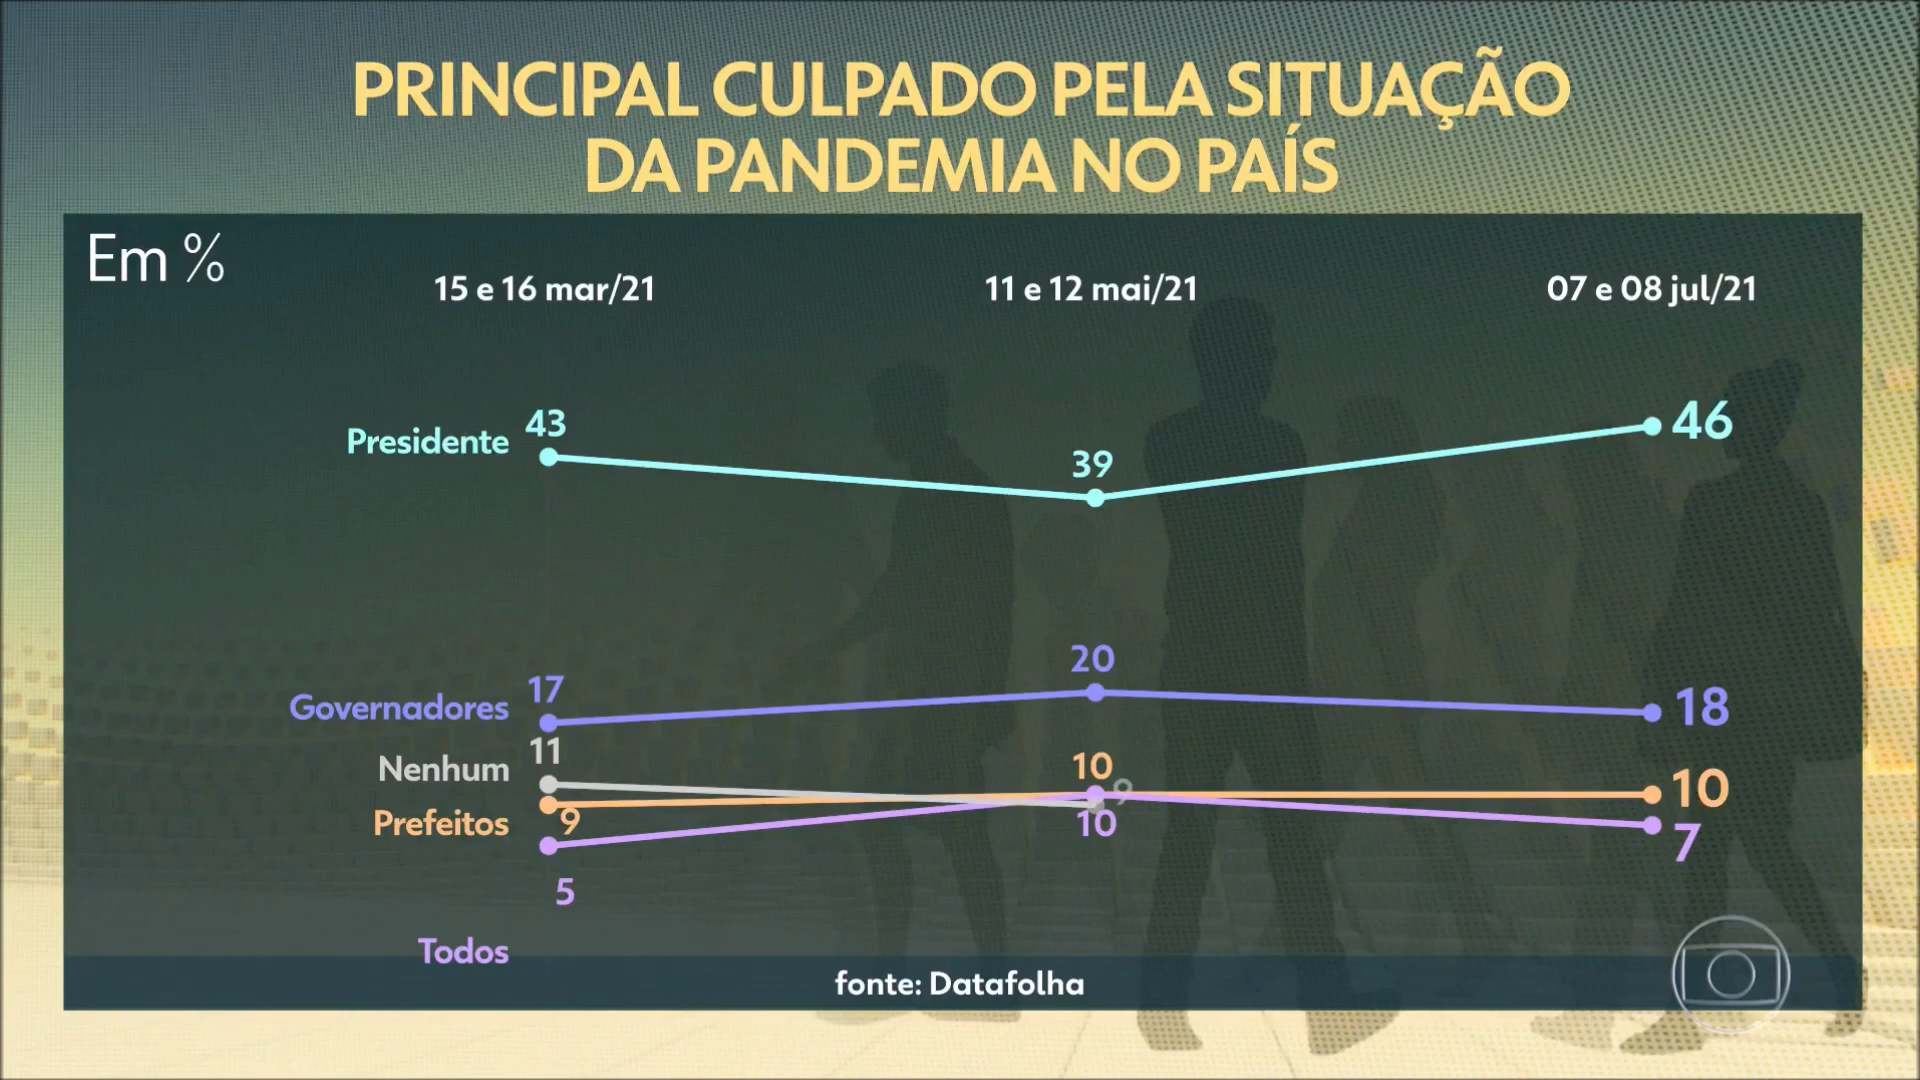 PRINCIPAL CULPADO PELA SITUAÇÃO
DA PANDEMIA NO PAÍS
Em %
15 e 16 mar/21
11 e 12 mai/21
07 e 08 jul/21
Presidente
43
39
46
Governadores
17
20
18
Nenhum
11
9
Prefeitos
9
10
10
Todos
5
10
7
fonte: Datafolha